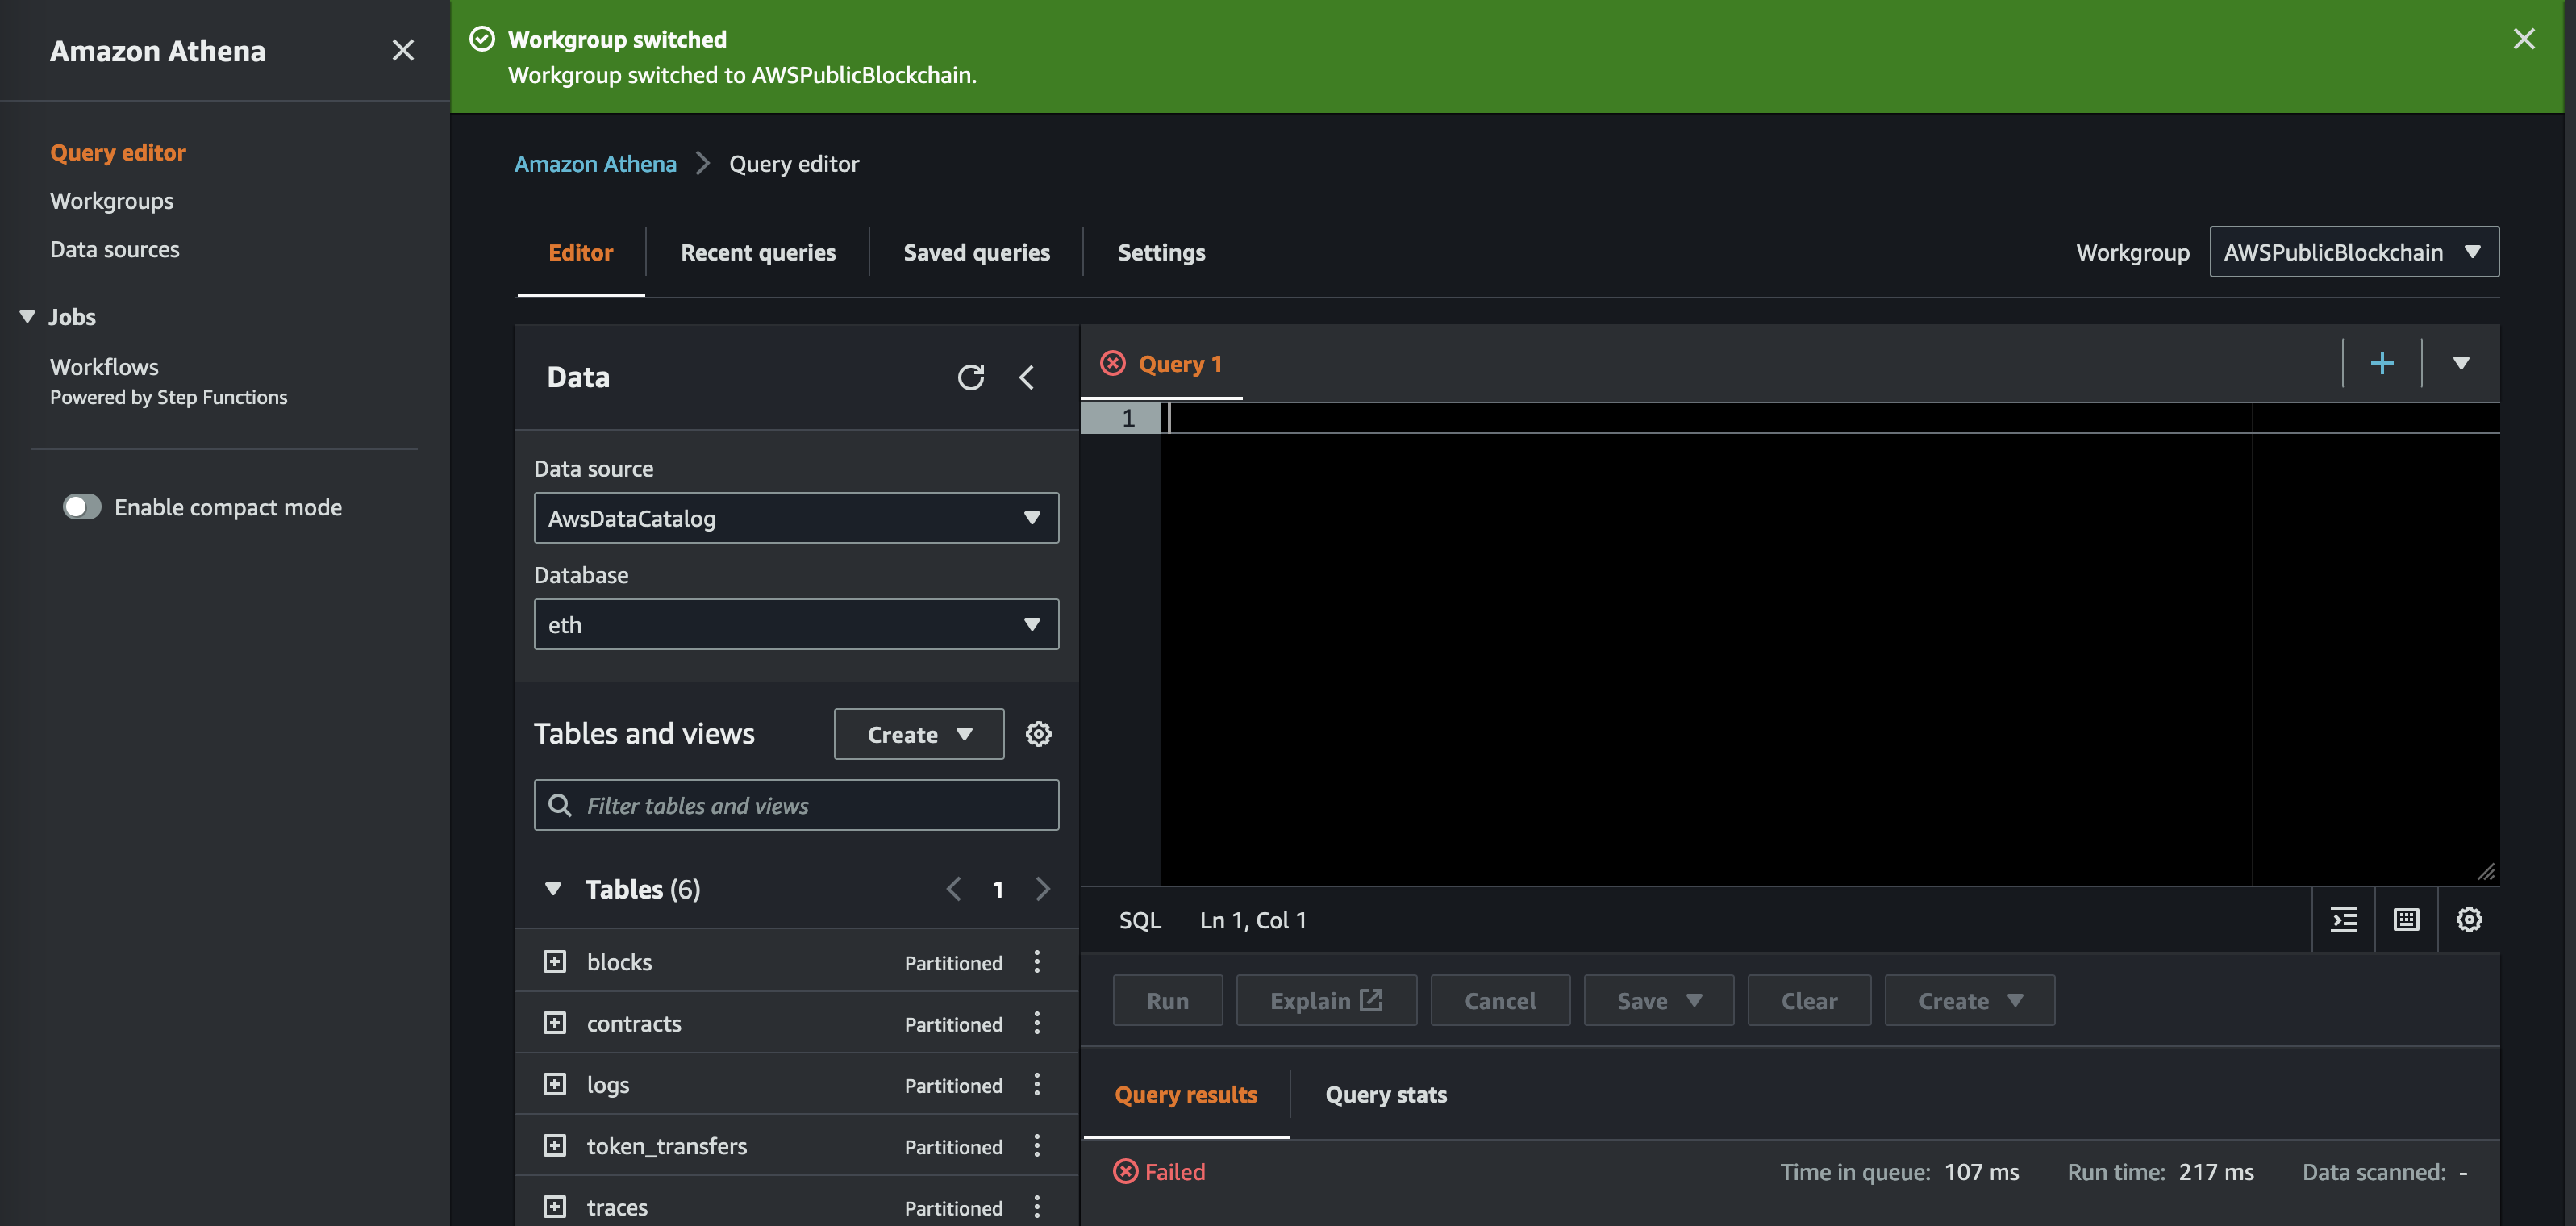 Amazon Athena
Query editor
Workgroups
Data sources
Jobs
Workflows
Powered by Step Functions
Enable compact mode
Workgroup switched
Workgroup switched to AWSPublicBlockchain.
Amazon Athena Query editor
Editor Recent queries Saved queries Settings Workgroup AWSPublicBlockchain
Data
Data source
AwsDataCatalog
Database
eth
Tables and views Create
Filter tables and views
Tables (6) 1
blocks Partitioned
contracts Partitioned
logs Partitioned
token_transfers Partitioned
traces Partitioned
Query 1
1
SQL Ln 1, Col 1
Run Explain Cancel Save Clear Create
Query results Query stats
Failed Time in queue: 107 ms Run time: 217 ms Data scanned: -